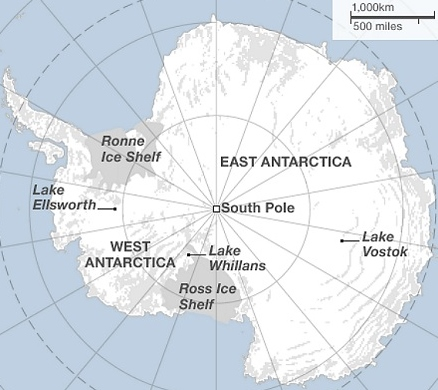 1,000km
500 miles
Ronne
Ice Shelf
EAST ANTARCTICA
Lake
Ellsworth
South Pole
WEST
ANTARCTICA
Lake
Whillans
Lake
Vostok
Ross Ice
Shelf